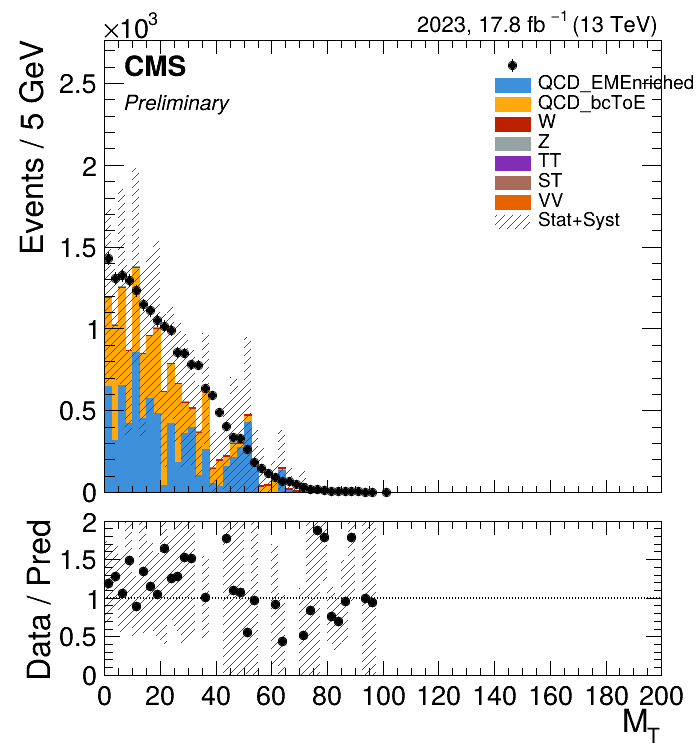 ×10³
2023, 17.8 fb⁻¹ (13 TeV)
CMS
Preliminary
Events / 5 GeV
2.5
2
1.5
1
0.5
0
QCD_EMEnriched
QCD_bcToE
W
Z
TT
ST
VV
Stat+Syst
Data / Pred
2
1.5
1
0.5
0
0 20 40 60 80 100 120 140 160 180 200
M_T